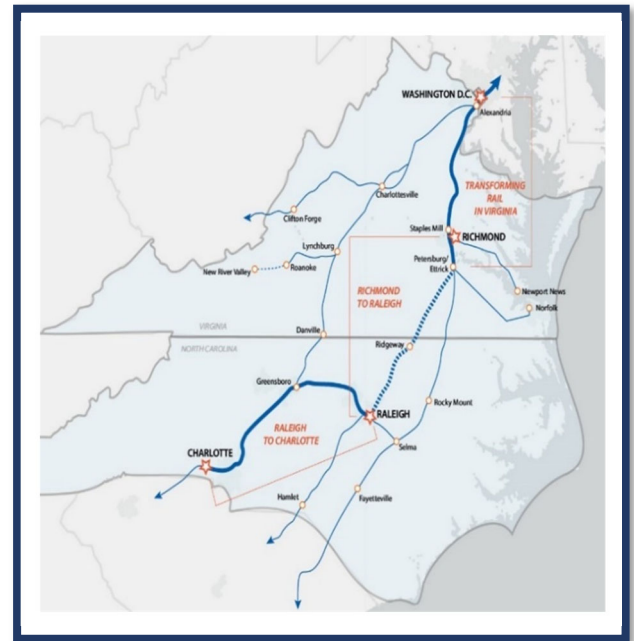 WASHINGTON D.C.
Alexandria
TRANSFORMING
RAIL
IN VIRGINIA
Charlottesville
Clifton Forge
Staples Mill
RICHMOND
Lynchburg
Petersburg/
Ettrick
New River Valley
Roanoke
RICHMOND
TO RALEIGH
Newport News
Norfolk
VIRGINIA
Danville
NORTH CAROLINA
Ridgeway
Greensboro
Rocky Mount
RALEIGH
RALEIGH
TO CHARLOTTE
Selma
CHARLOTTE
Hamlet
Fayetteville